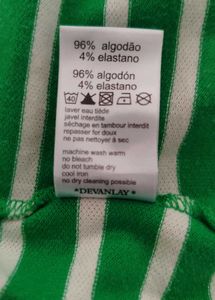 96% algodão
4% elastano
96% algodón
4% elastano
40
lavar eau tiède
javel interdite
séchage en tambour interdit
repasser fer doux
ne pas nettoyer à sec
machine wash warm
no bleach
do not tumble dry
cool iron
no dry cleaning possible
*DEVANLAY*